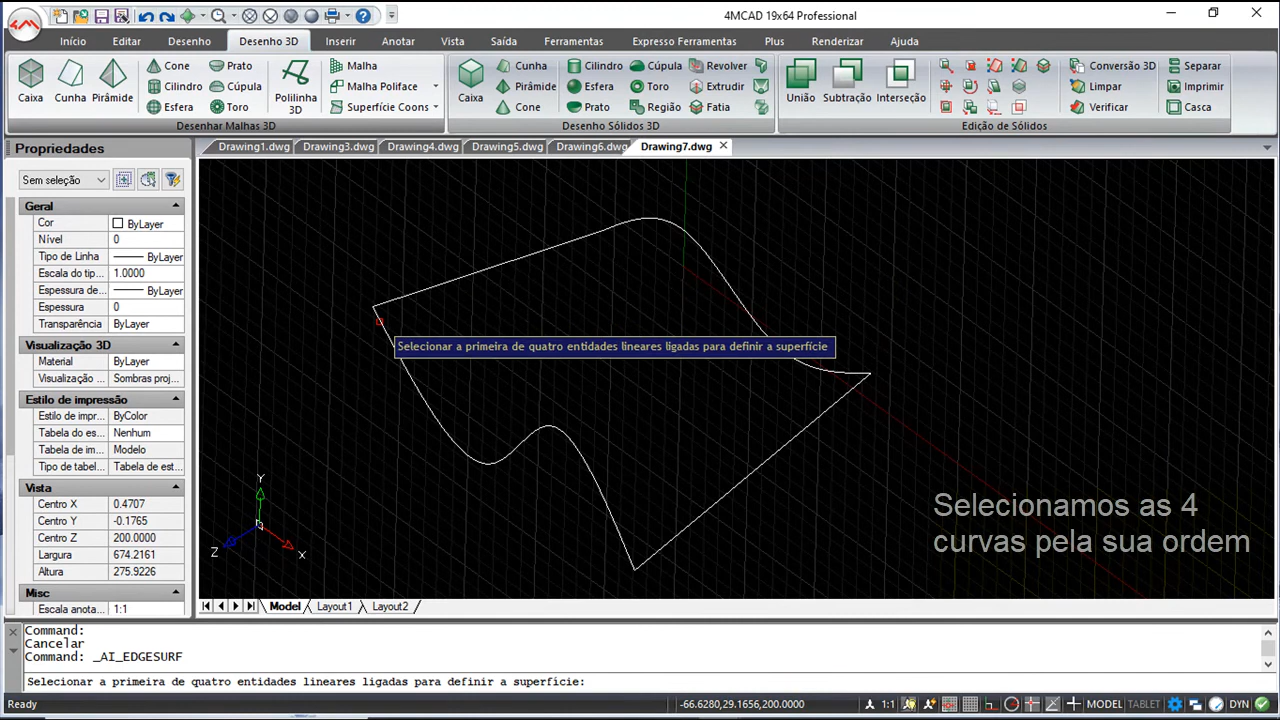 4MCAD 19x64 Professional
Início Editar Desenho Desenho 3D Inserir Anotar Vista Saída Ferramentas Expresso Ferramentas Plus Renderizar Ajuda
Caixa Cunha Pirâmide
Cone Prato
Cilindro Cúpula
Esfera Toro
Polinha 3D
Malha
Malha Poliface
Superfície Coons
Desenhar Malhas 3D
Caixa
Cunha Cilindro Cúpula Revolver
Pirâmide Esfera Toro Extrudir
Cone Prato Região Fatia
Desenho Sólidos 3D
União Subtração Interseção
Conversão 3D Separar
Limpar Imprimir
Verificar Casca
Edição de Sólidos
Propriedades
Drawing1.dwg Drawing3.dwg Drawing4.dwg Drawing5.dwg Drawing6.dwg Drawing7.dwg
Sem seleção
Geral
Cor ByLayer
Nível 0
Tipo de Linha ByLayer
Escala do tip... 1.0000
Espessura de... ByLayer
Espessura 0
Transparência ByLayer
Visualização 3D
Material ByLayer
Visualização ... Sombras proj...
Estilo de impressão
Estilo de impr... ByColor
Tabela do es... Nenhum
Tabela de im... Modelo
Tipo de tabel... Tabela de est...
Vista
Centro X 0.4707
Centro Y -0.1765
Centro Z 200.0000
Largura 674.2161
Altura 275.9226
Misc
Escala anota... 1:1
Selecionar a primeira de quatro entidades lineares ligadas para definir a superfície
Selecionamos as 4
curvas pela sua ordem
Y
Z
X
Model Layout1 Layout2
Command:
Cancelar
Command: _AI_EDGESURF
Selecionar a primeira de quatro entidades lineares ligadas para definir a superfície:
Ready -66.6280,29.1656,200.0000 1:1 MODEL TABLET DYN